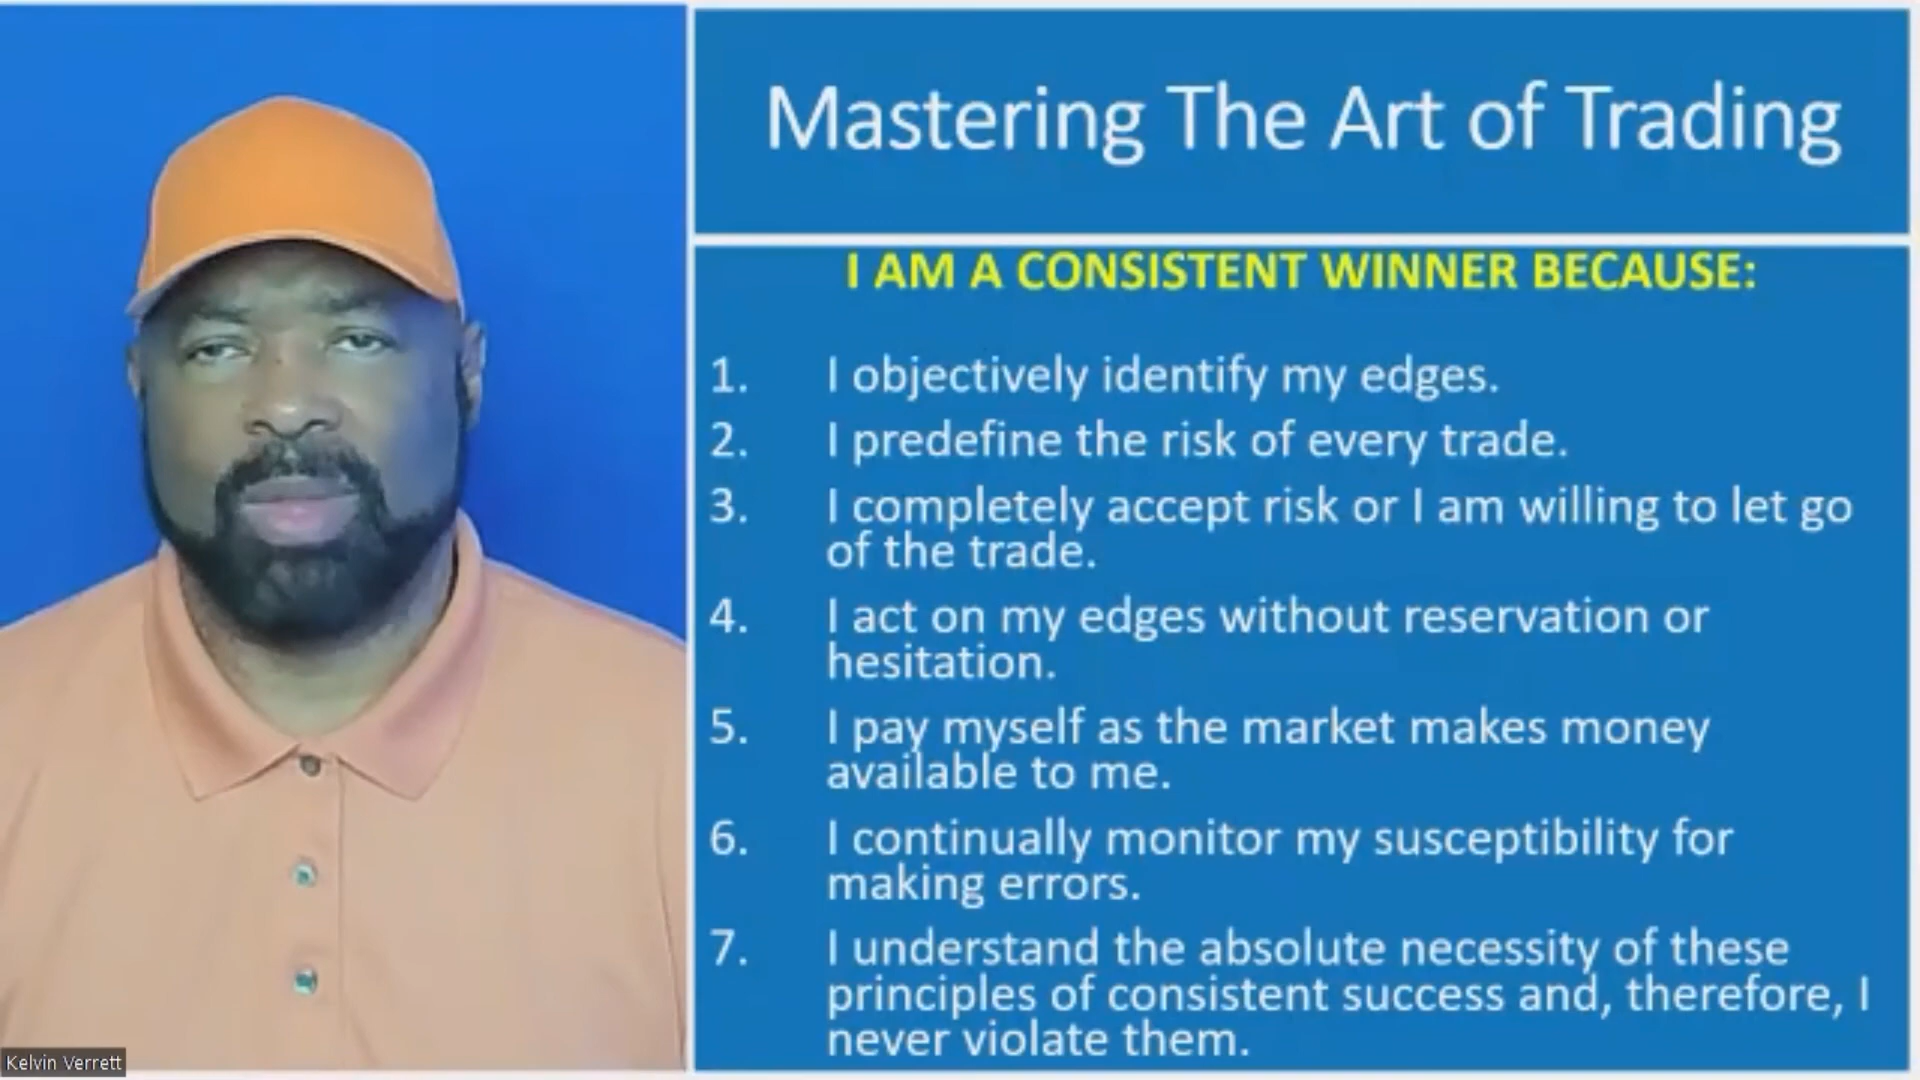 Mastering The Art of Trading
I AM A CONSISTENT WINNER BECAUSE:
1. I objectively identify my edges.
2. I predefine the risk of every trade.
3. I completely accept risk or I am willing to let go
of the trade.
4. I act on my edges without reservation or
hesitation.
5. I pay myself as the market makes money
available to me.
6. I continually monitor my susceptibility for
making errors.
7. I understand the absolute necessity of these
principles of consistent success and, therefore, I
never violate them.
Kelvin Verrett